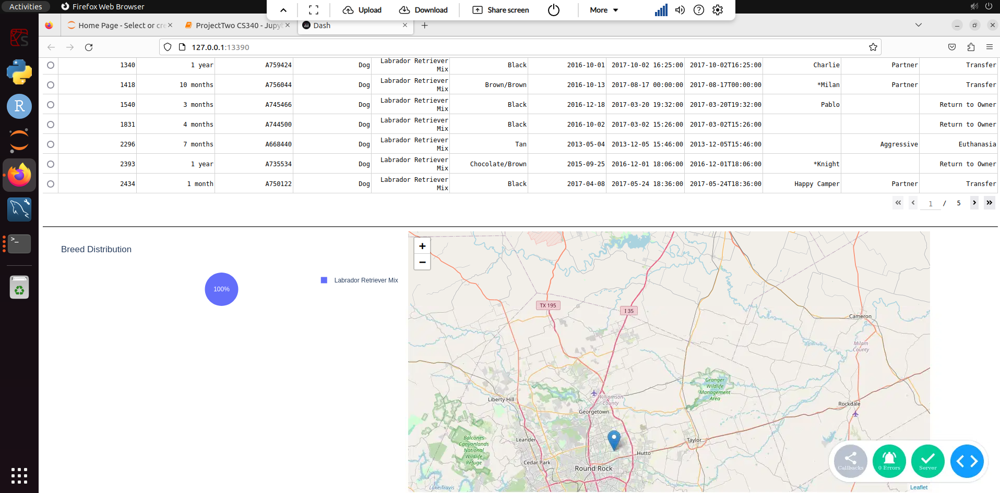 Activities
Firefox Web Browser
Upload
Download
Share screen
More
Home Page - Select or cre
ProjectTwo CS340 - Jupyt
Dash
127.0.0.1:13390
1340 1 year A759424 Dog Labrador Retriever Mix Black 2016-10-01 2017-10-02 16:25:00 2017-10-02T16:25:00 Charlie Partner Transfer
1418 10 months A756044 Dog Labrador Retriever Mix Brown/Brown 2016-10-13 2017-08-17 00:00:00 2017-08-17T00:00:00 *Milan Partner Transfer
1540 3 months A745466 Dog Labrador Retriever Mix Black 2016-12-18 2017-03-20 19:32:00 2017-03-20T19:32:00 Pablo Return to Owner
1831 4 months A744500 Dog Labrador Retriever Mix Black 2016-10-02 2017-03-02 15:26:00 2017-03-02T15:26:00 Return to Owner
2296 7 months A668440 Dog Labrador Retriever Mix Tan 2013-05-04 2013-12-05 15:46:00 2013-12-05T15:46:00 Aggressive Euthanasia
2393 1 year A735534 Dog Labrador Retriever Mix Chocolate/Brown 2015-09-25 2016-12-01 18:06:00 2016-12-01T18:06:00 *Knight Return to Owner
2434 1 month A750122 Dog Labrador Retriever Mix Black 2017-04-08 2017-05-24 18:36:00 2017-05-24T18:36:00 Happy Camper Partner Transfer
« ‹ 1 / 5 › »
Breed Distribution
100%
Labrador Retriever Mix
+
−
TX 195
I 35
Cameron
Milam
County
Granger
Wildlife
Management
Area
Liberty Hill
Williamson
County
Georgetown
Rockdale
Balcones
Canyonlands
National
Wildlife
Refuge
Leander
Taylor
Hutto
Cedar Park
Round Rock
Lake Travis
Callbacks
0 Errors
Server
Leaflet